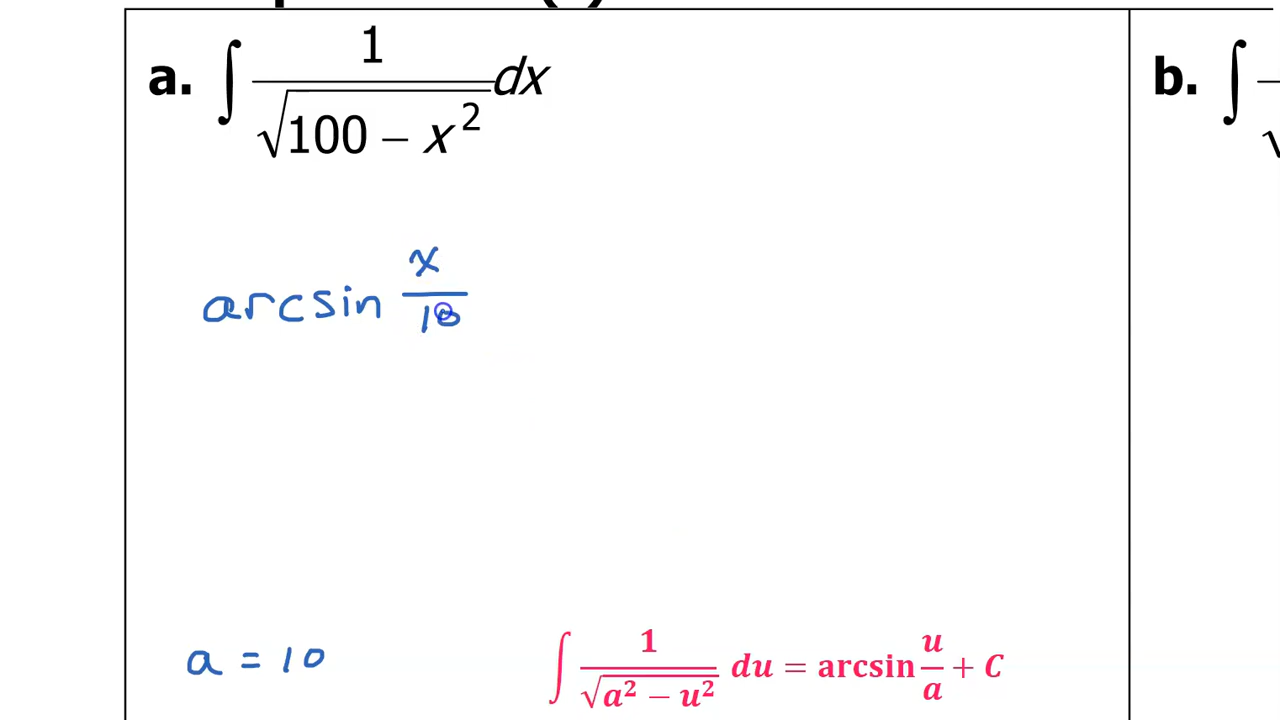 a. ∫ 1/√(100 − x²) dx
b. ∫
arcsin x/10
a = 10
∫ 1/√(a² − u²) du = arcsin u/a + C